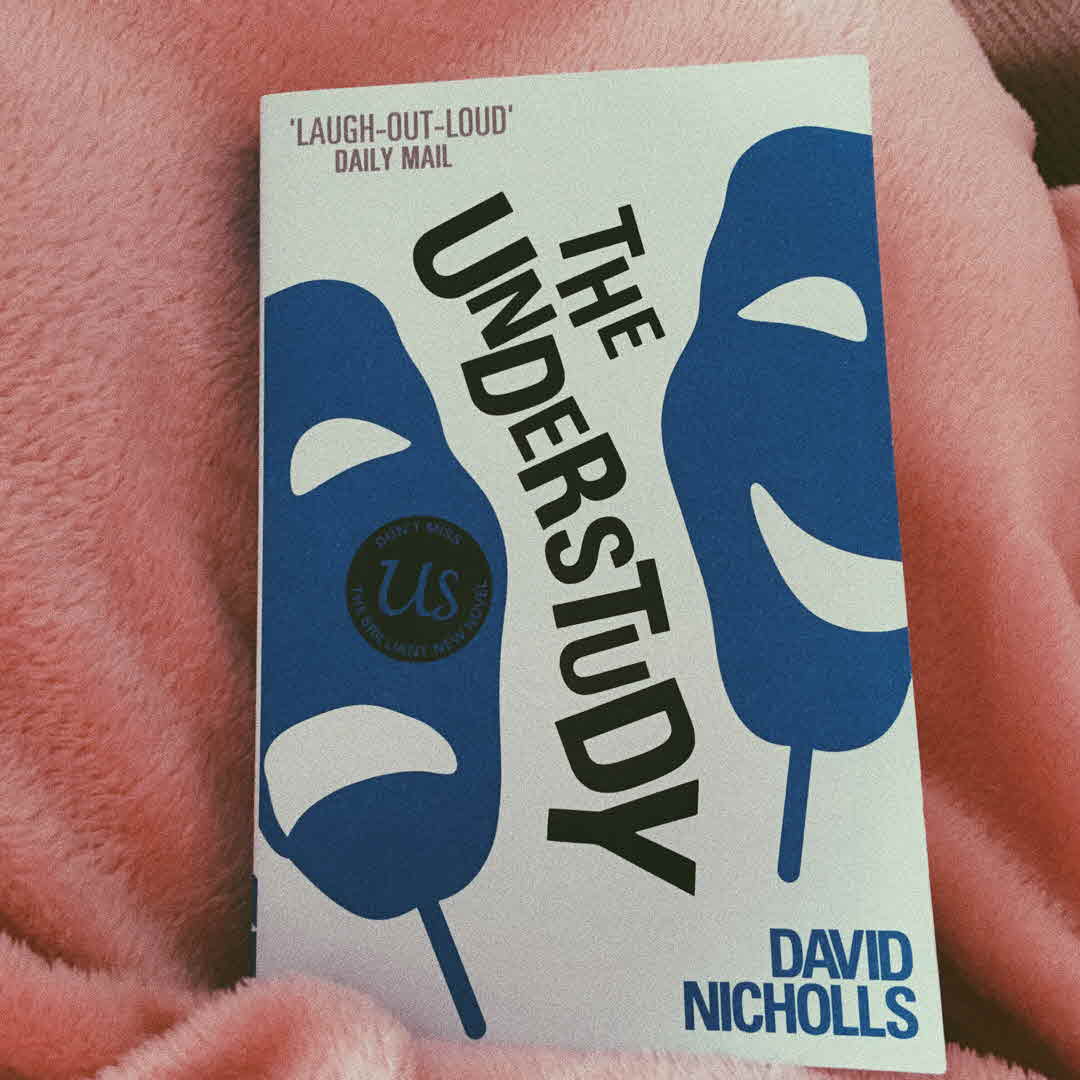 'LAUGH-OUT-LOUD'
DAILY MAIL
THE
UNDERSTUDY
DON'T MISS
Us
THE BRILLIANT NEW NOVEL
DAVID
NICHOLLS